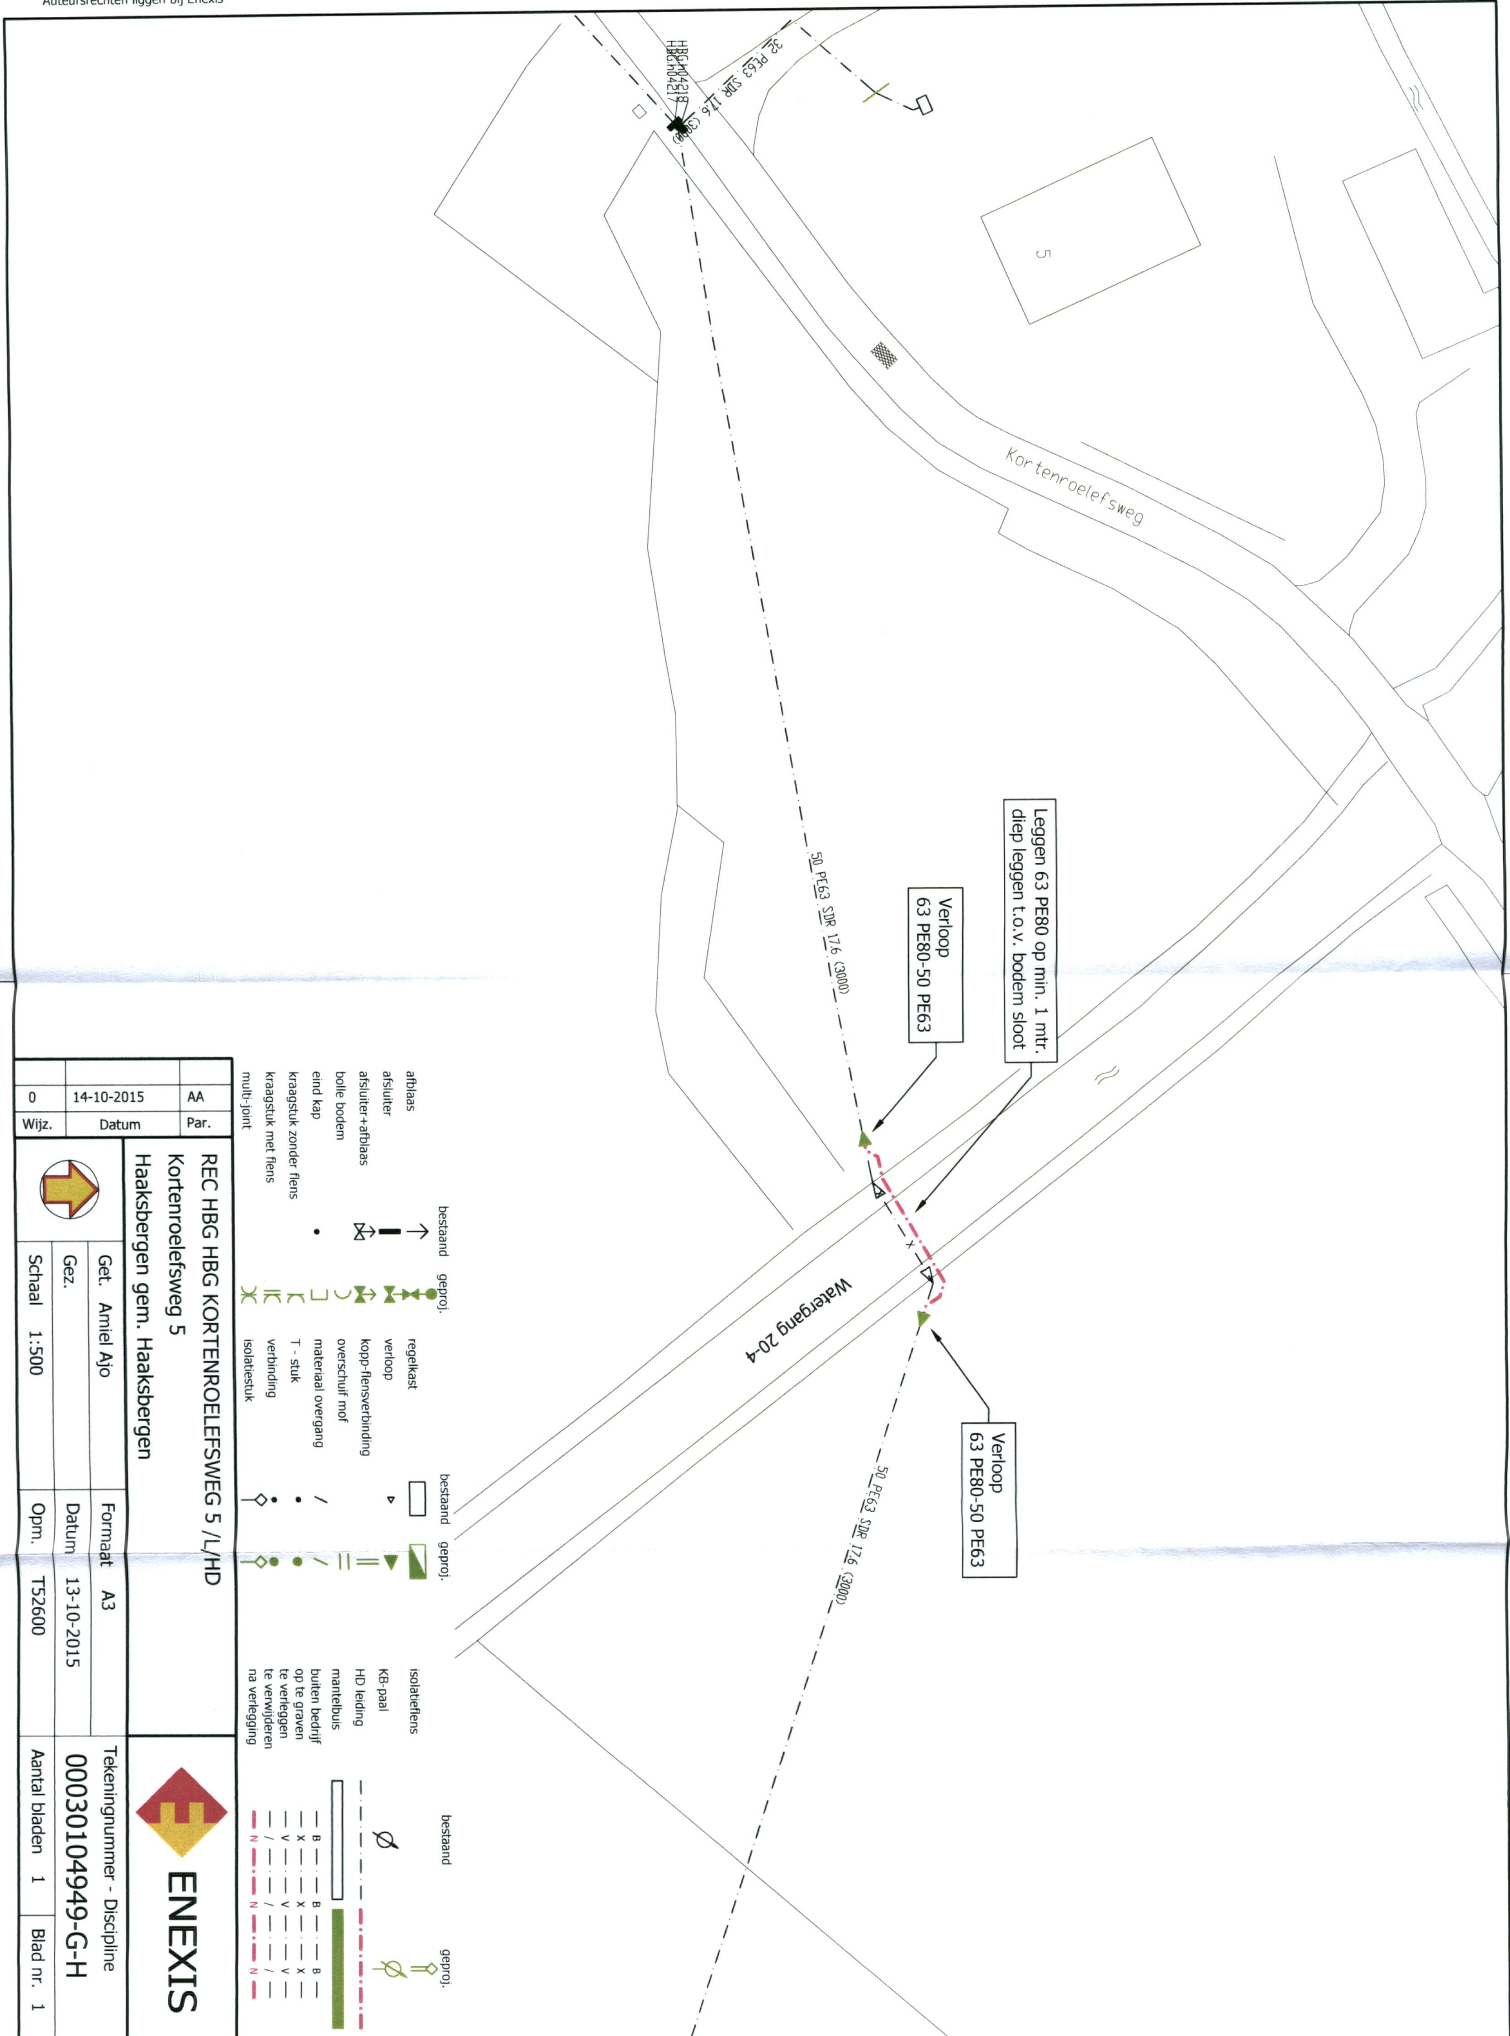 Auteursrechten liggen bij Enexis
HBG.h04218
HBG.h04217
32 PE63 SDR 17.6 (3000)
5
Kortenroelefsweg
Leggen 63 PE80 op min. 1 mtr.
diep leggen t.o.v. bodem sloot
Verloop
63 PE80-50 PE63
50 PE63 SDR 17.6 (3000)
Verloop
63 PE80-50 PE63
50 PE63 SDR 17.6 (3000)
Watergang 20-4
x
bestaand geproj.
afblaas
afsluiter
afsluiter+afblaas
bolle bodem
eind kap
kraagstuk zonder flens
kraagstuk met flens
multi-joint
bestaand geproj.
regelkast
verloop
kopp-flensverbinding
overschuif mof
materiaal overgang
T - stuk
verbinding
isolatiestuk
bestaand geproj.
isolatieflens
KB-paal
HD leiding
mantelbuis
buiten bedrijf B B B
op te graven X X X
te verleggen V V V
te verwijderen / / /
na verlegging N N N
AA
14-10-2015
0
Par.
Datum
Wijz.
REC HBG HBG KORTENROELEFSWEG 5 /L/HD
Kortenroelefsweg 5
Haaksbergen gem. Haaksbergen
ENEXIS
Get. Amiel Ajo
Formaat A3
Tekeningnummer - Discipline
Gez.
Datum 13-10-2015
00030104949-G-H
Schaal 1:500
Opm. T52600
Aantal bladen 1
Blad nr. 1